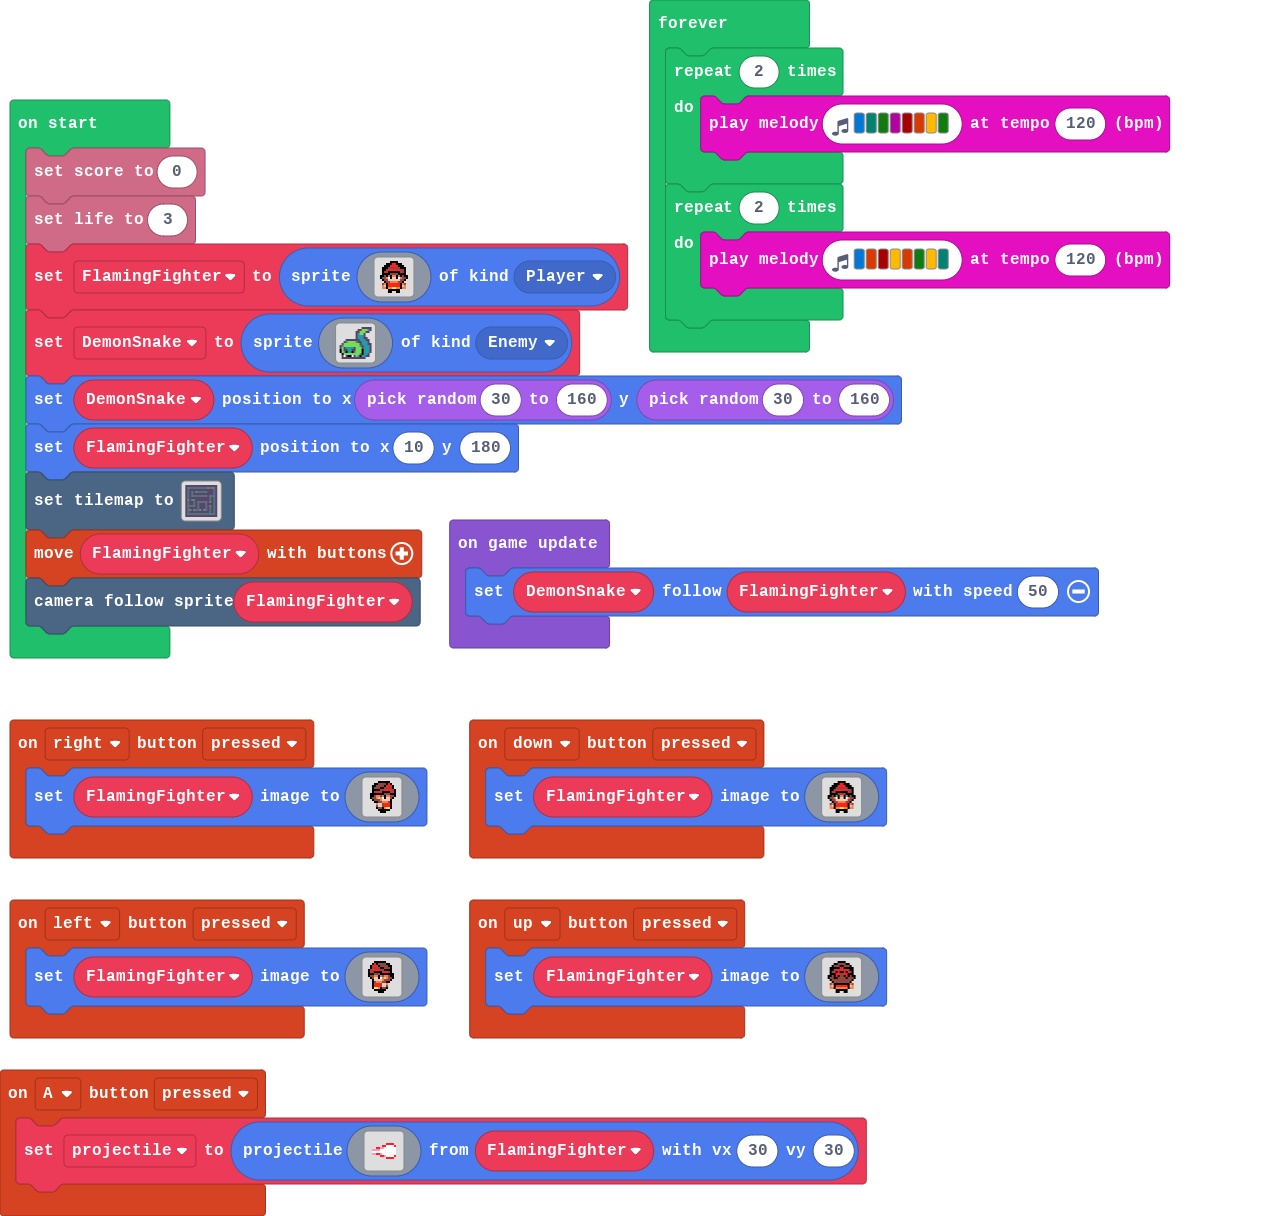 forever
repeat 2 times
do play melody at tempo 120 (bpm)
repeat 2 times
do play melody at tempo 120 (bpm)
on start
set score to 0
set life to 3
set FlamingFighter to sprite of kind Player
set DemonSnake to sprite of kind Enemy
set DemonSnake position to x pick random 30 to 160 y pick random 30 to 160
set FlamingFighter position to x 10 y 180
set tilemap to
move FlamingFighter with buttons
camera follow sprite FlamingFighter
on game update
set DemonSnake follow FlamingFighter with speed 50
on right button pressed
set FlamingFighter image to
on down button pressed
set FlamingFighter image to
on left button pressed
set FlamingFighter image to
on up button pressed
set FlamingFighter image to
on A button pressed
set projectile to projectile from FlamingFighter with vx 30 vy 30